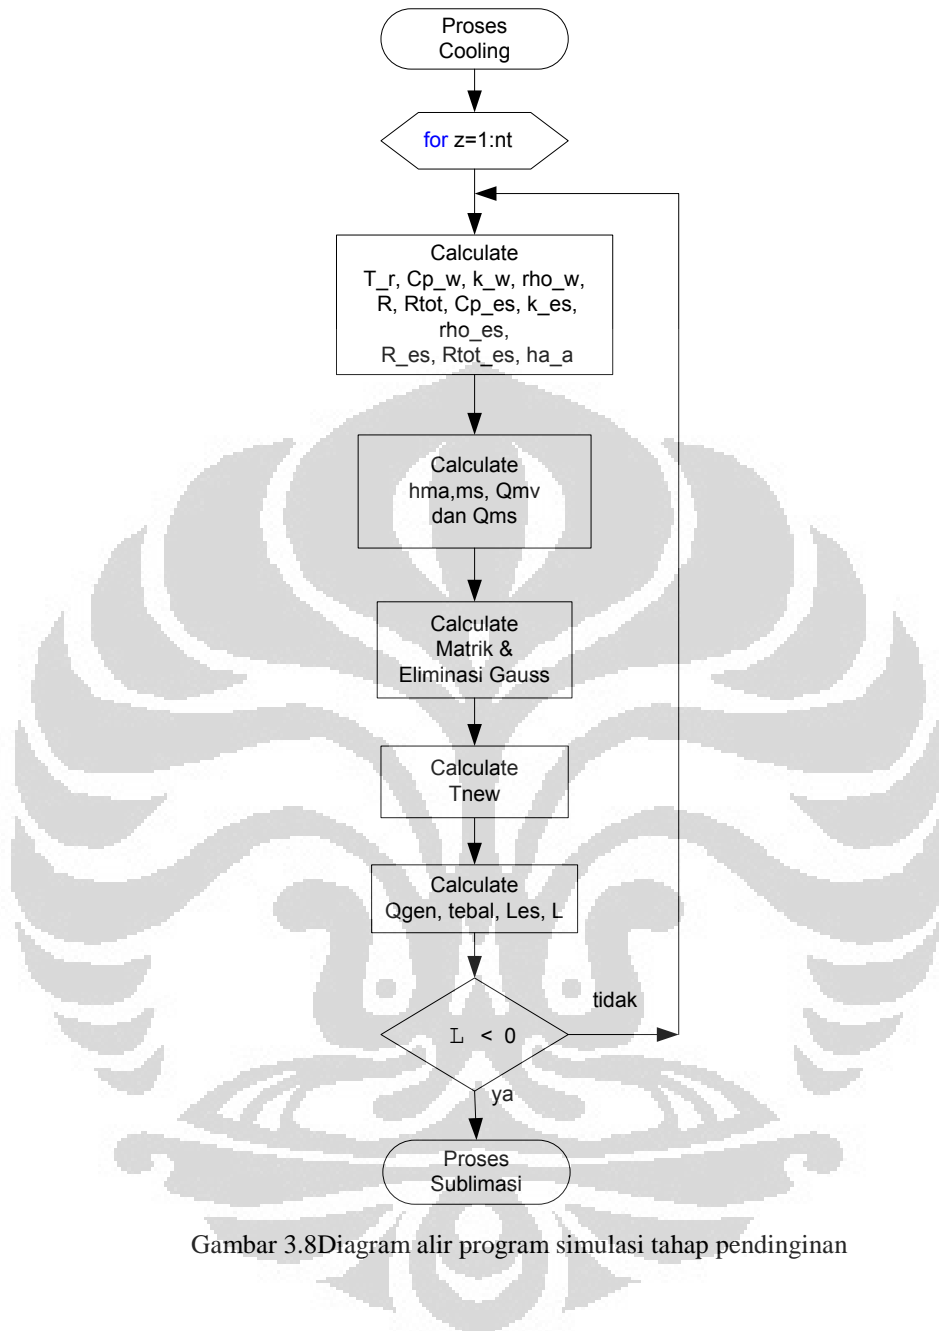 Proses
Cooling
for z=1:nt
Calculate
T_r, Cp_w, k_w, rho_w,
R, Rtot, Cp_es, k_es,
rho_es,
R_es, Rtot_es, ha_a
Calculate
hma,ms, Qmv
dan Qms
Calculate
Matrik &
Eliminasi Gauss
Calculate
Tnew
Calculate
Qgen, tebal, Les, L
tidak
L < 0
ya
Proses
Sublimasi
Gambar 3.8Diagram alir program simulasi tahap pendinginan